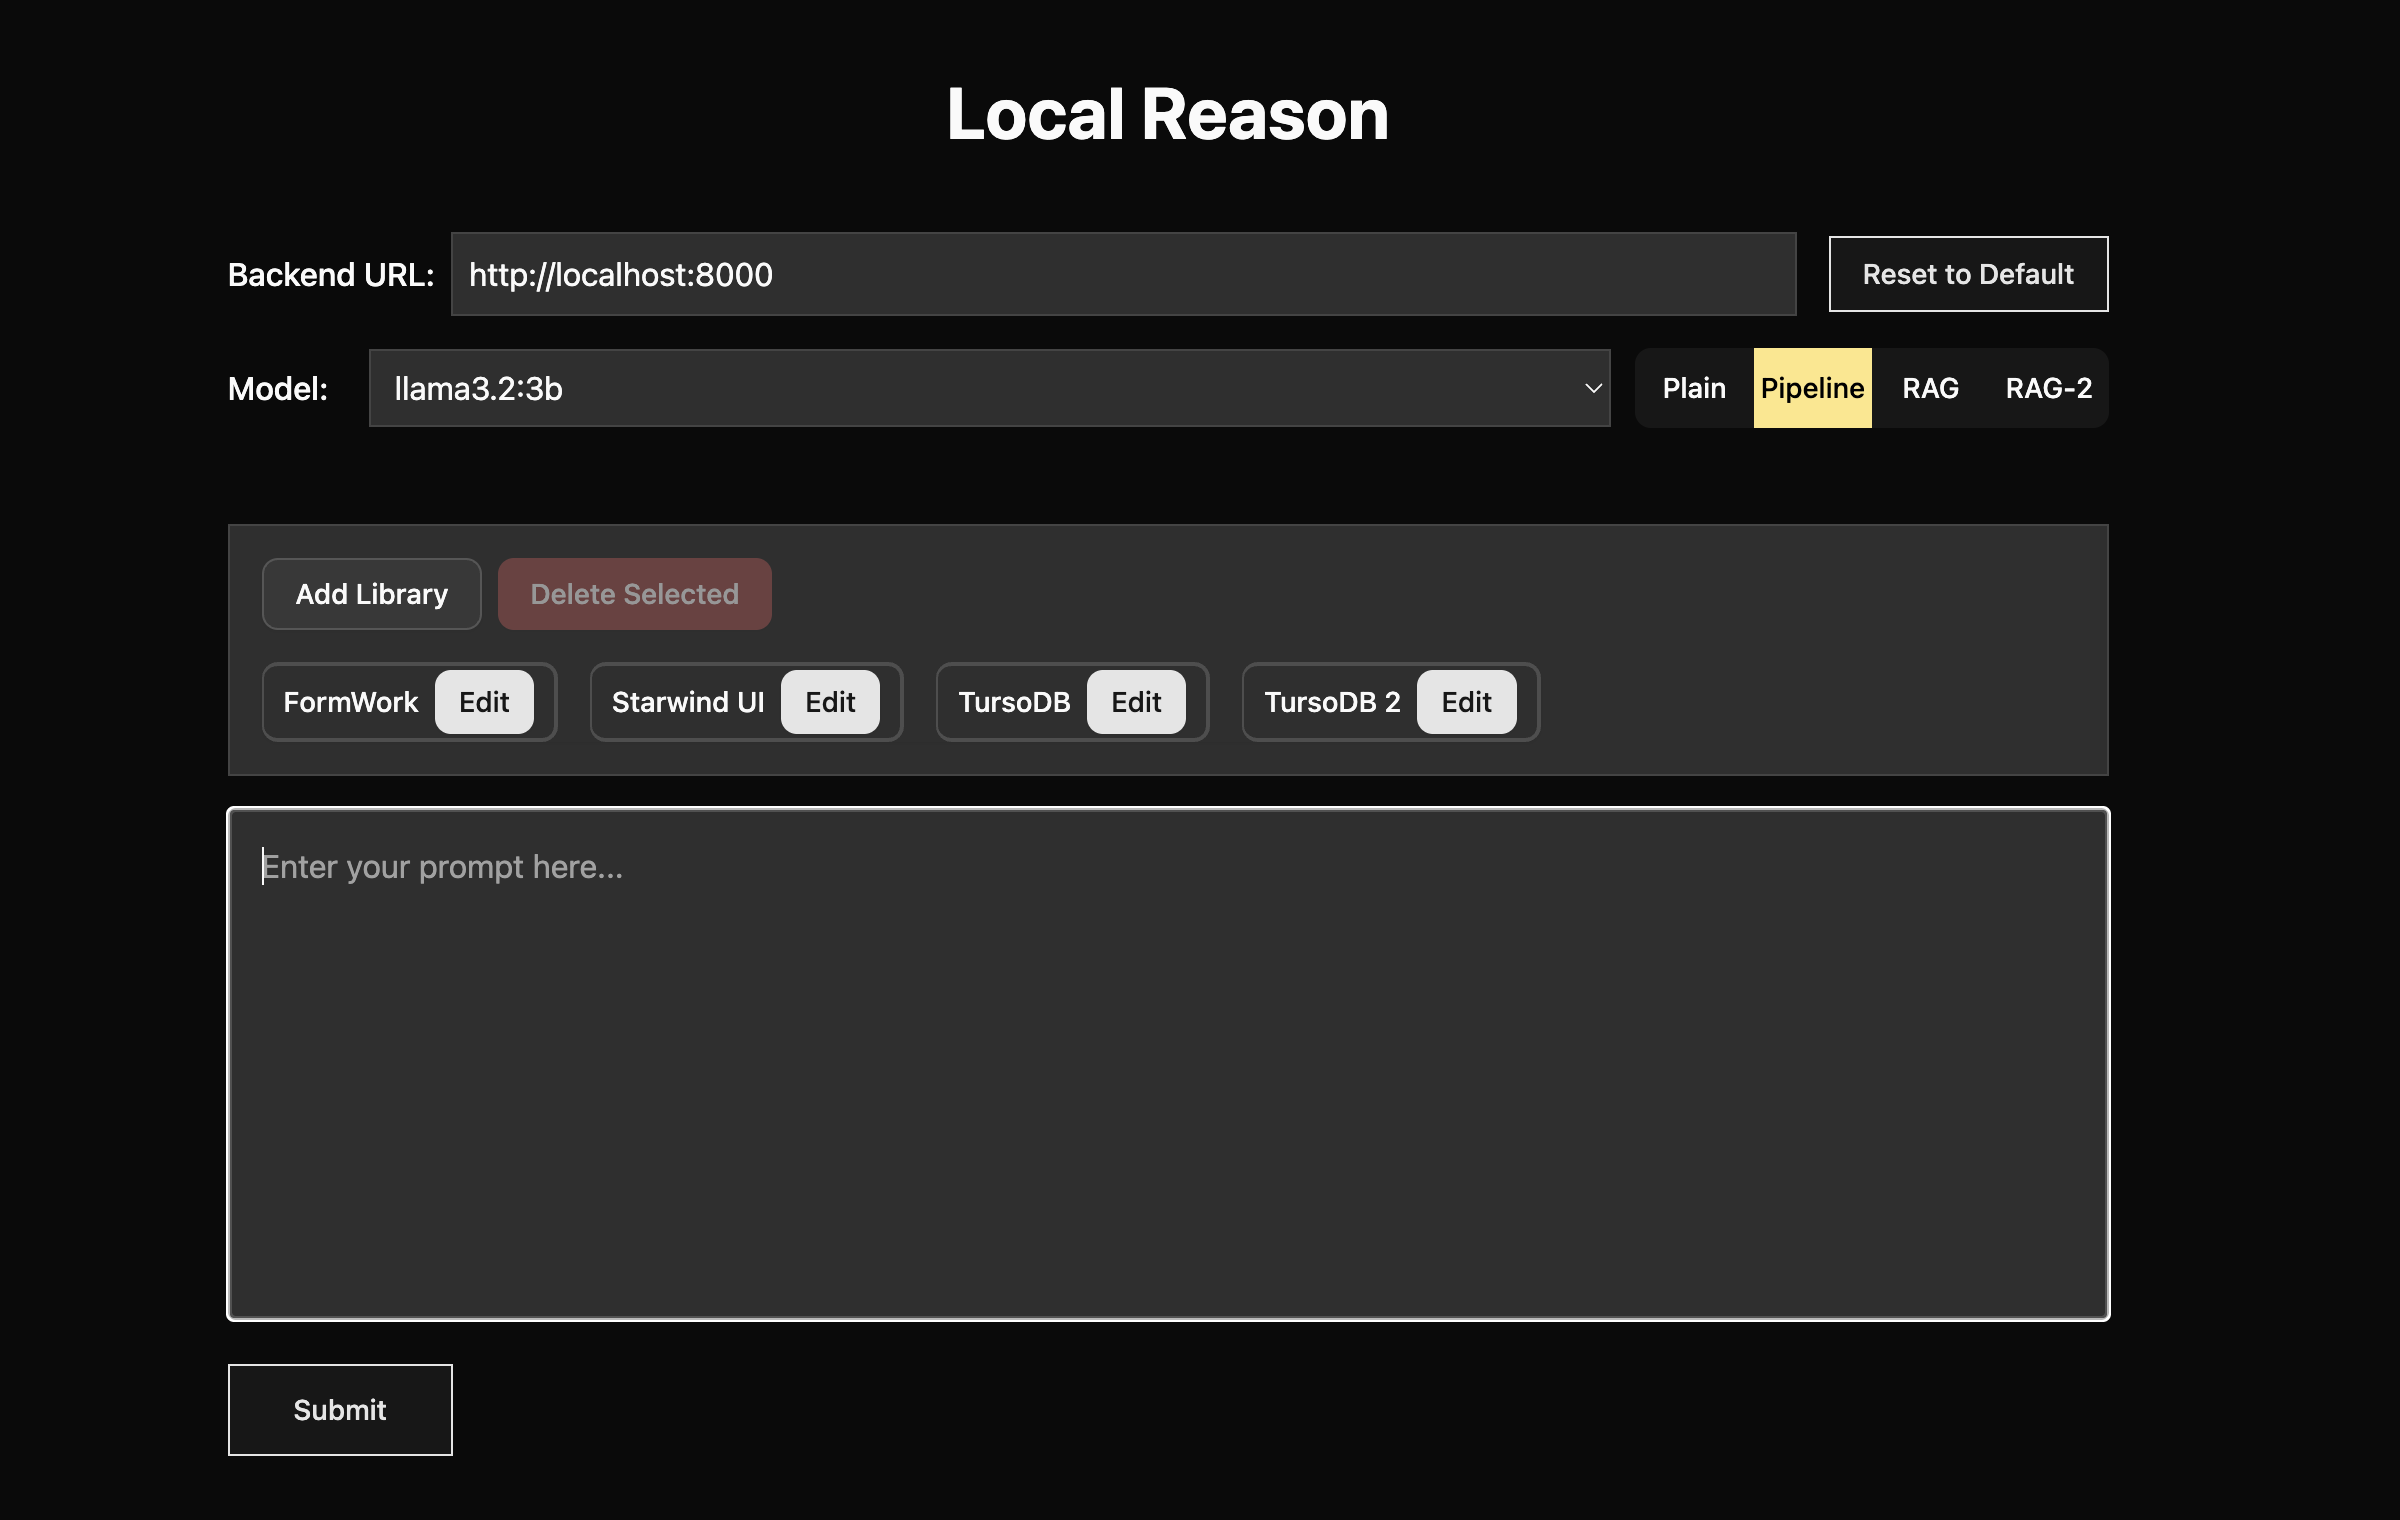 Local Reason
Backend URL: http://localhost:8000 Reset to Default
Model: llama3.2:3b Plain Pipeline RAG RAG-2
Add Library Delete Selected
FormWork Edit Starwind UI Edit TursoDB Edit TursoDB 2 Edit
Enter your prompt here...
Submit